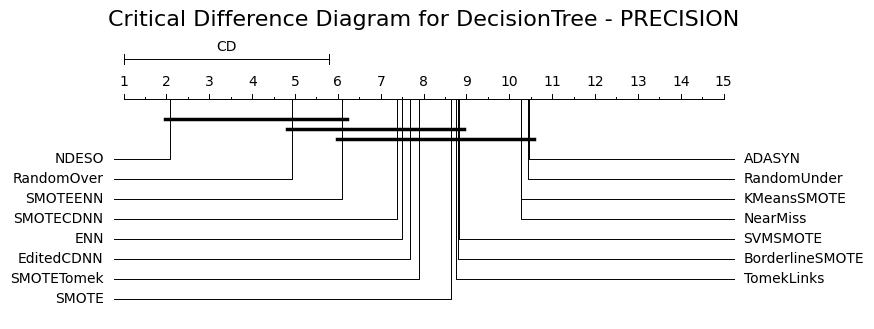 Critical Difference Diagram for DecisionTree - PRECISION
CD
1 2 3 4 5 6 7 8 9 10 11 12 13 14 15
NDESO ADASYN
RandomOver RandomUnder
SMOTEENN KMeansSMOTE
SMOTECDNN NearMiss
ENN SVMSMOTE
EditedCDNN BorderlineSMOTE
SMOTETomek TomekLinks
SMOTE